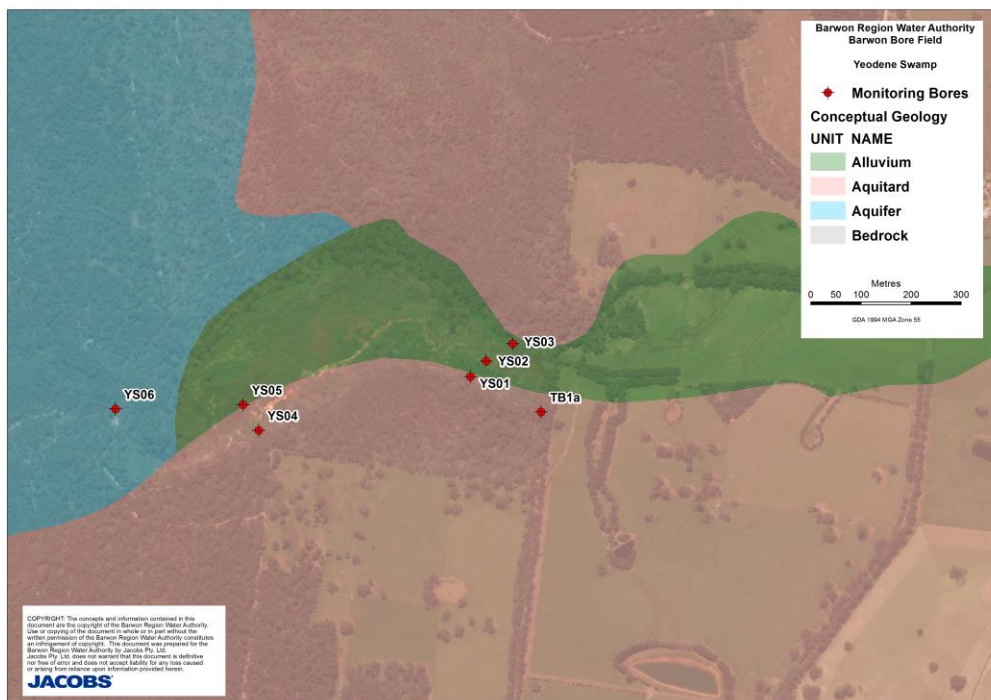 Barwon Region Water Authority
Barwon Bore Field
Yeodene Swamp
Monitoring Bores
Conceptual Geology
UNIT NAME
Alluvium
Aquitard
Aquifer
Bedrock
Metres
0 50 100 200 300
GDA 1994 MGA Zone 55
YS03
YS02
YS01
YS05
YS06
TB1a
YS04
COPYRIGHT: The concepts and information contained in this
document are the copyright of the Barwon Region Water Authority.
Use or copying of the document in whole or in part without the
written permission of the Barwon Region Water Authority constitutes
an infringement of copyright. This document was prepared for the
Barwon Region Water Authority by Jacobs Pty. Ltd.
Jacobs Pty. Ltd. does not warrant that this document is definitive
nor free of error and does not accept liability for any loss caused
or arising from reliance upon information provided herein.
JACOBS